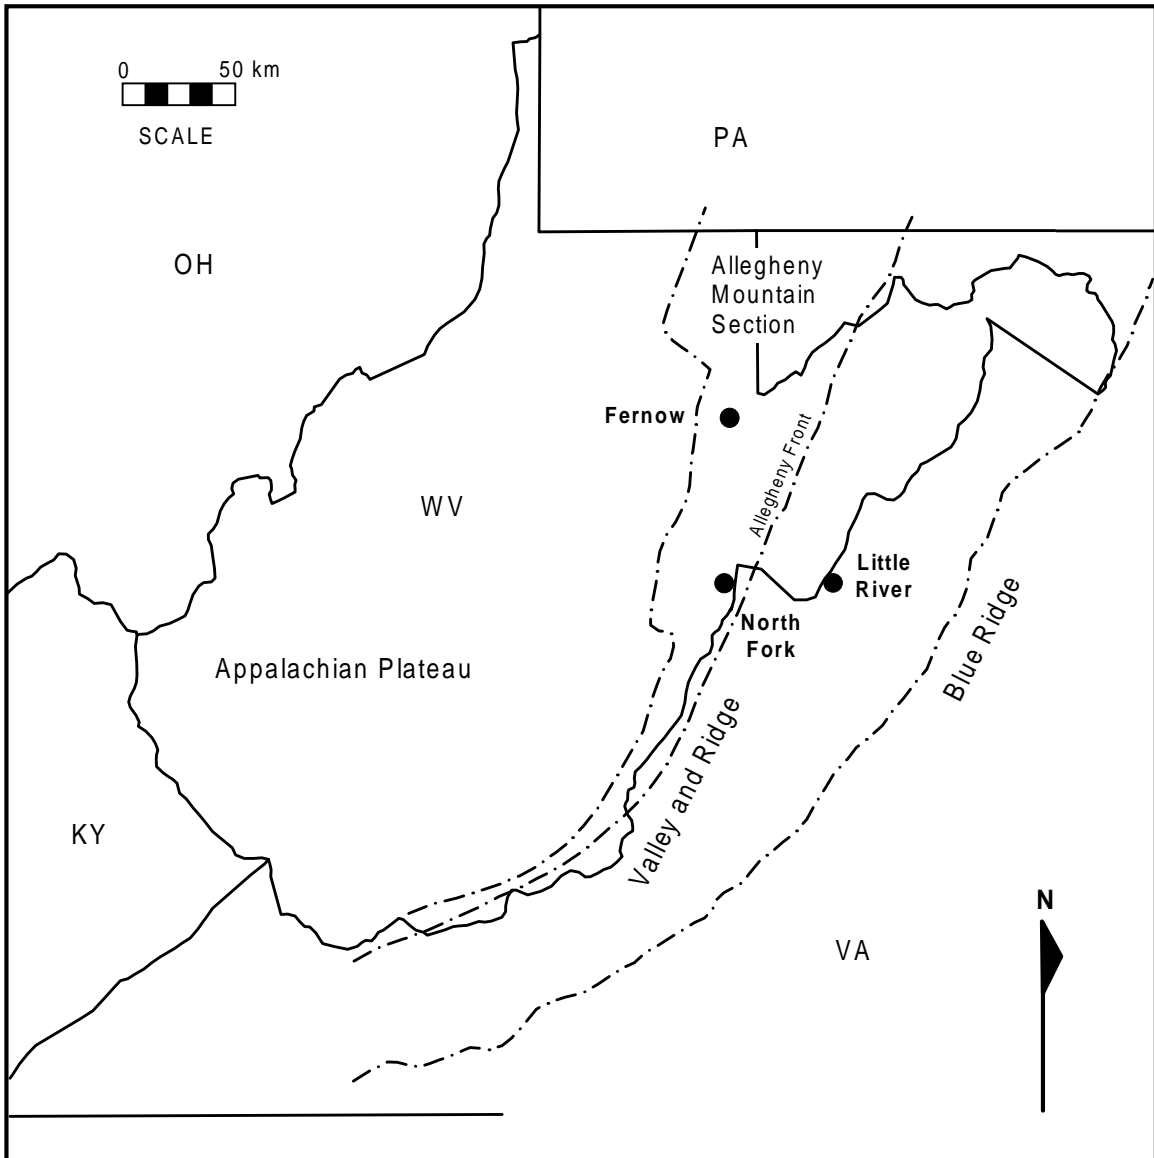 0 50 km
SCALE
PA
OH
Allegheny
Mountain
Section
Fernow
Allegheny Front
WV
Little
River
North
Fork
Blue Ridge
Appalachian Plateau
Valley and Ridge
KY
N
VA